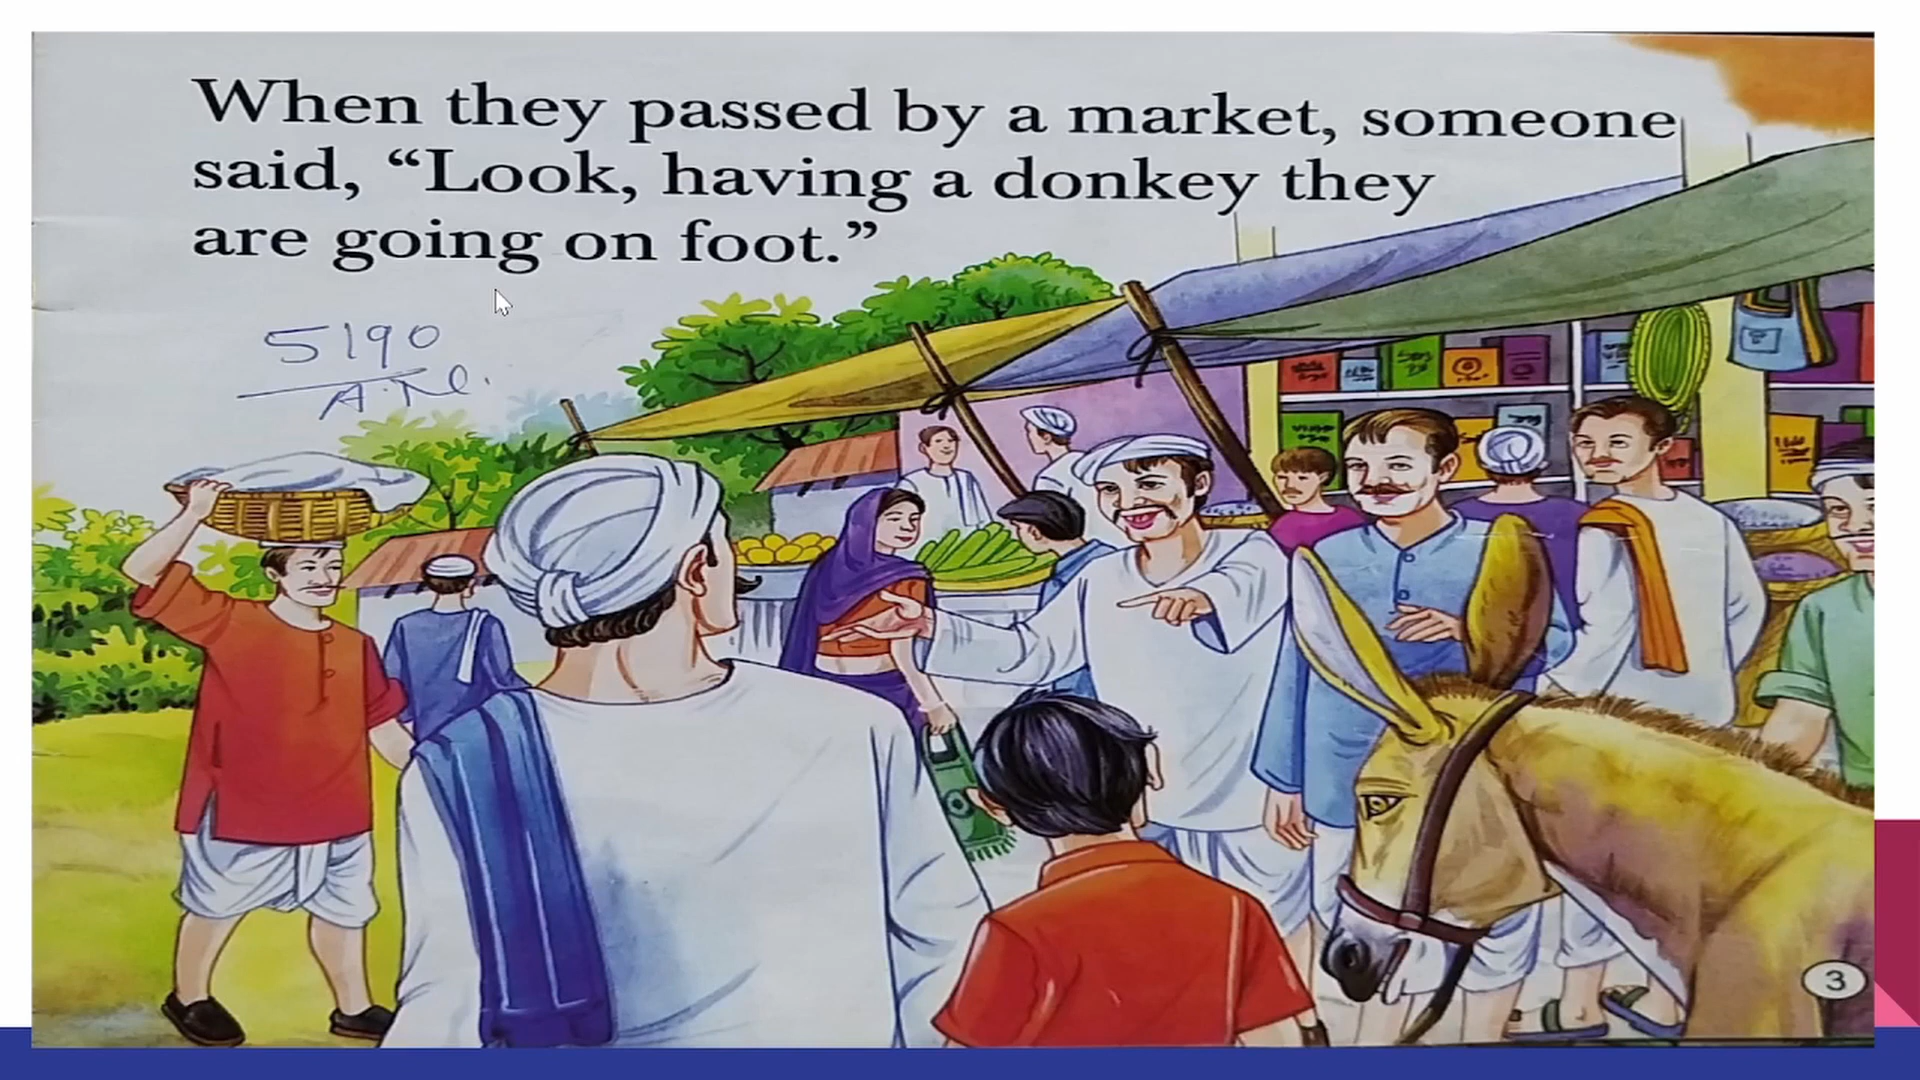 When they passed by a market, someone
said, “Look, having a donkey they
are going on foot.”
5190
3